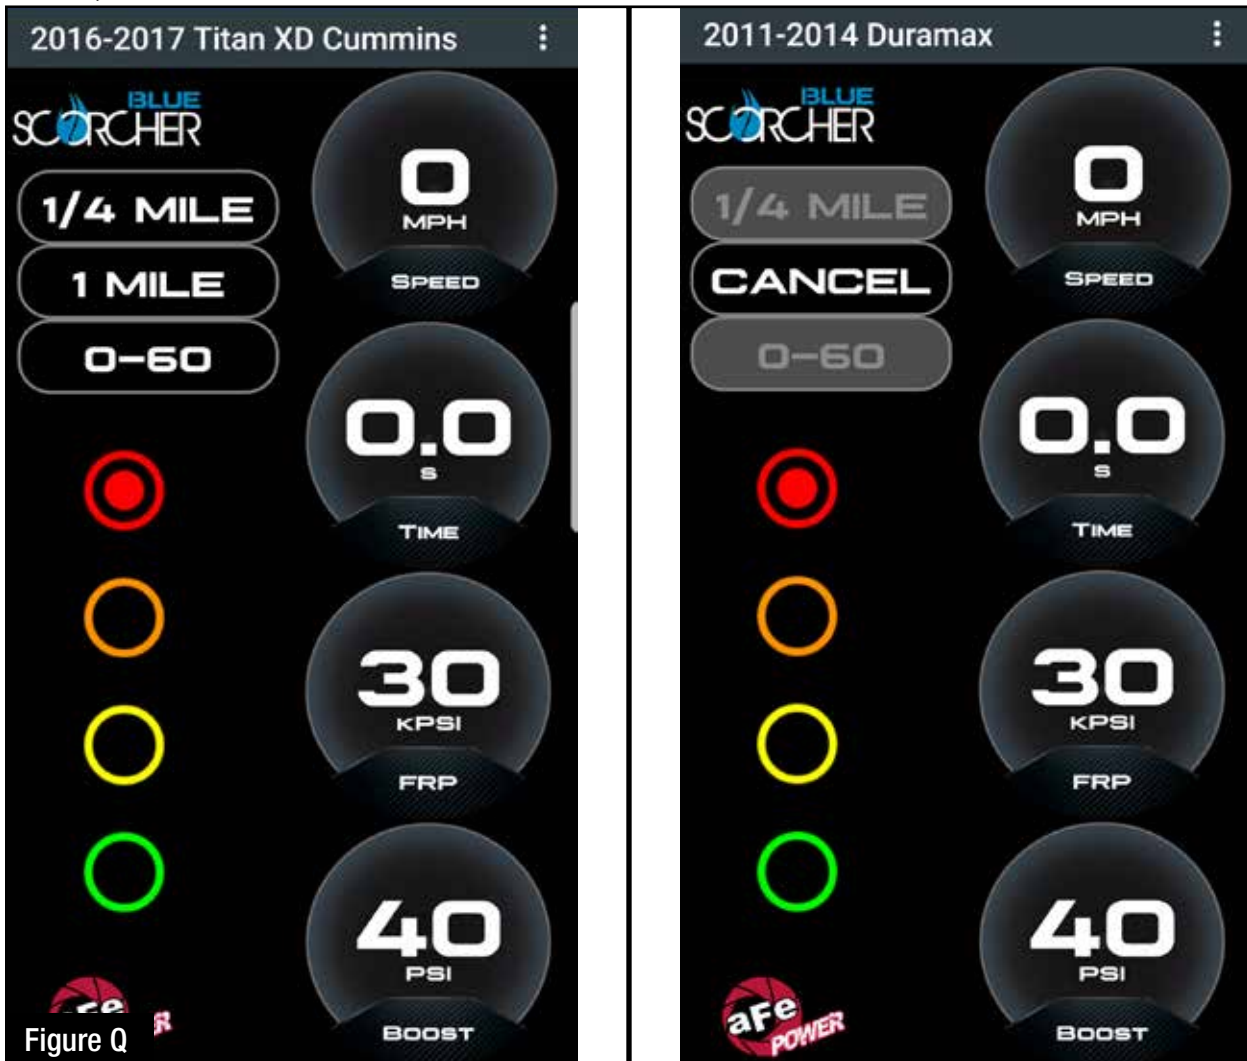 2016-2017 Titan XD Cummins
BLUE
SCORCHER
1/4 MILE
1 MILE
0-60
0
MPH
SPEED
0.0
S
TIME
30
KPSI
FRP
40
PSI
BOOST
aFe
R
Figure Q
2011-2014 Duramax
BLUE
SCORCHER
1/4 MILE
CANCEL
0-60
0
MPH
SPEED
0.0
S
TIME
30
KPSI
FRP
40
PSI
BOOST
aFe
POWER